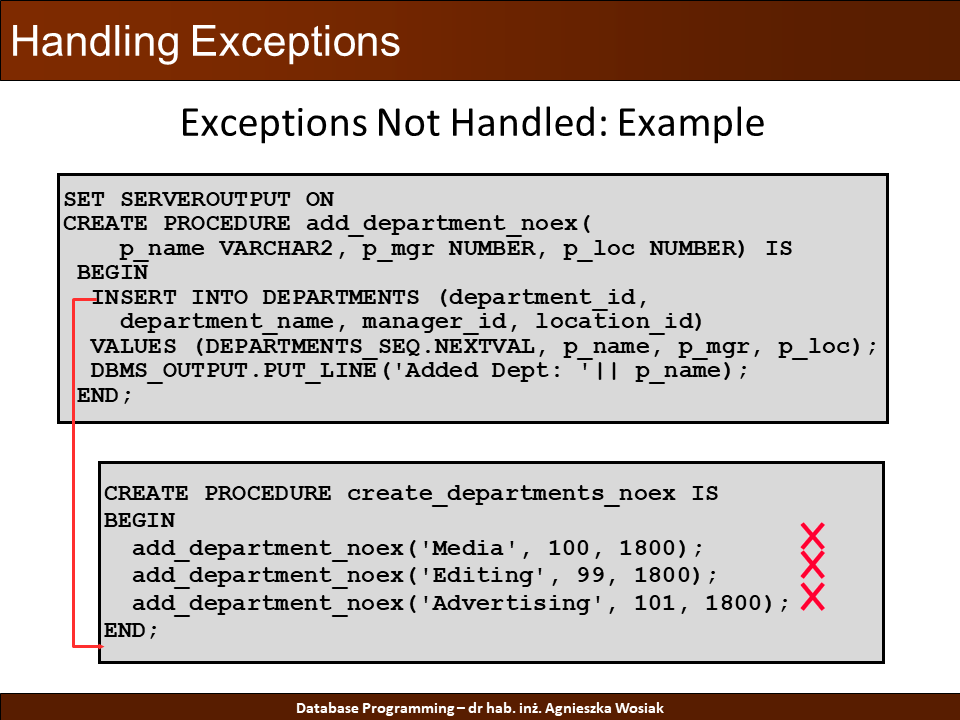 Handling Exceptions
Exceptions Not Handled: Example
SET SERVEROUTPUT ON
CREATE PROCEDURE add_department_noex(
    p_name VARCHAR2, p_mgr NUMBER, p_loc NUMBER) IS
 BEGIN
  INSERT INTO DEPARTMENTS (department_id,
    department_name, manager_id, location_id)
  VALUES (DEPARTMENTS_SEQ.NEXTVAL, p_name, p_mgr, p_loc);
  DBMS_OUTPUT.PUT_LINE('Added Dept: '|| p_name);
 END;
CREATE PROCEDURE create_departments_noex IS
BEGIN
  add_department_noex('Media', 100, 1800);
  add_department_noex('Editing', 99, 1800);
  add_department_noex('Advertising', 101, 1800);
END;
Database Programming – dr hab. inż. Agnieszka Wosiak